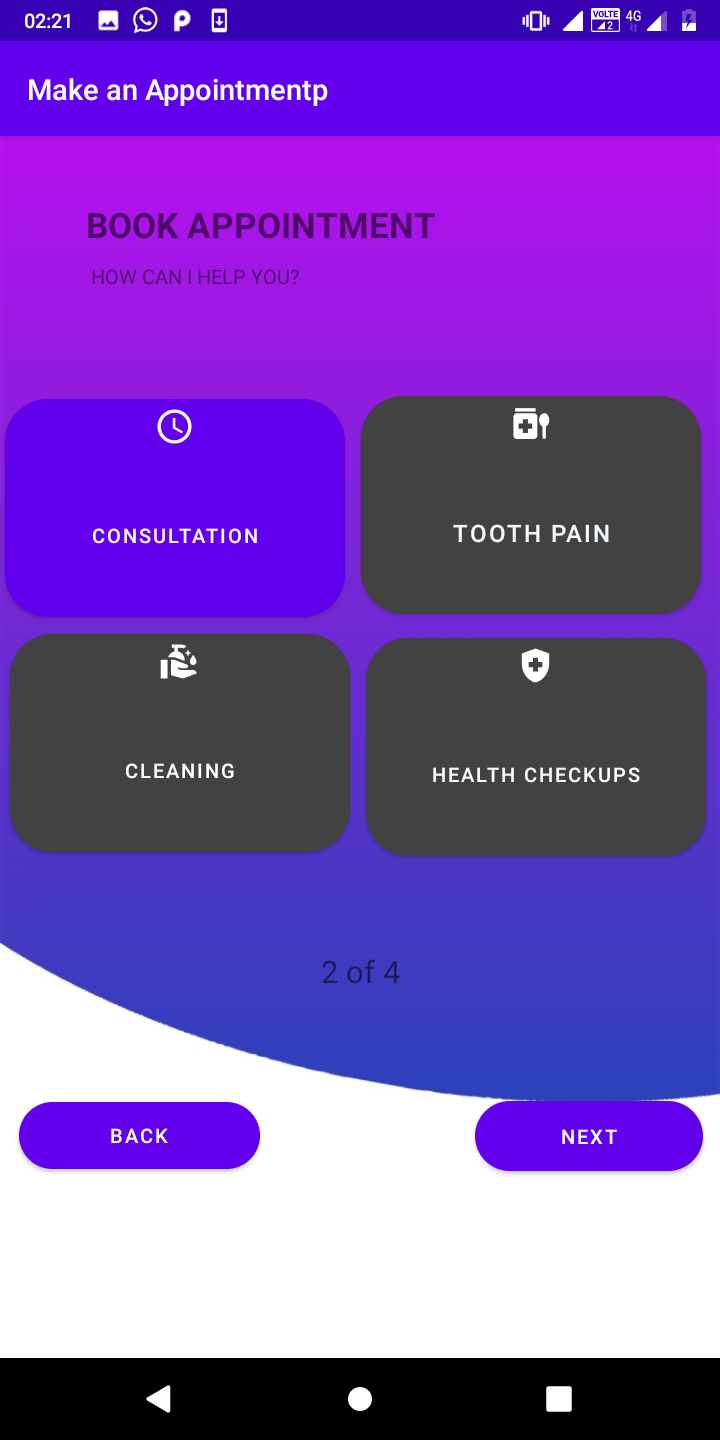 02:21 VOLTE 2 4G
Make an Appointmentp
BOOK APPOINTMENT
HOW CAN I HELP YOU?
CONSULTATION
TOOTH PAIN
CLEANING
HEALTH CHECKUPS
2 of 4
BACK
NEXT